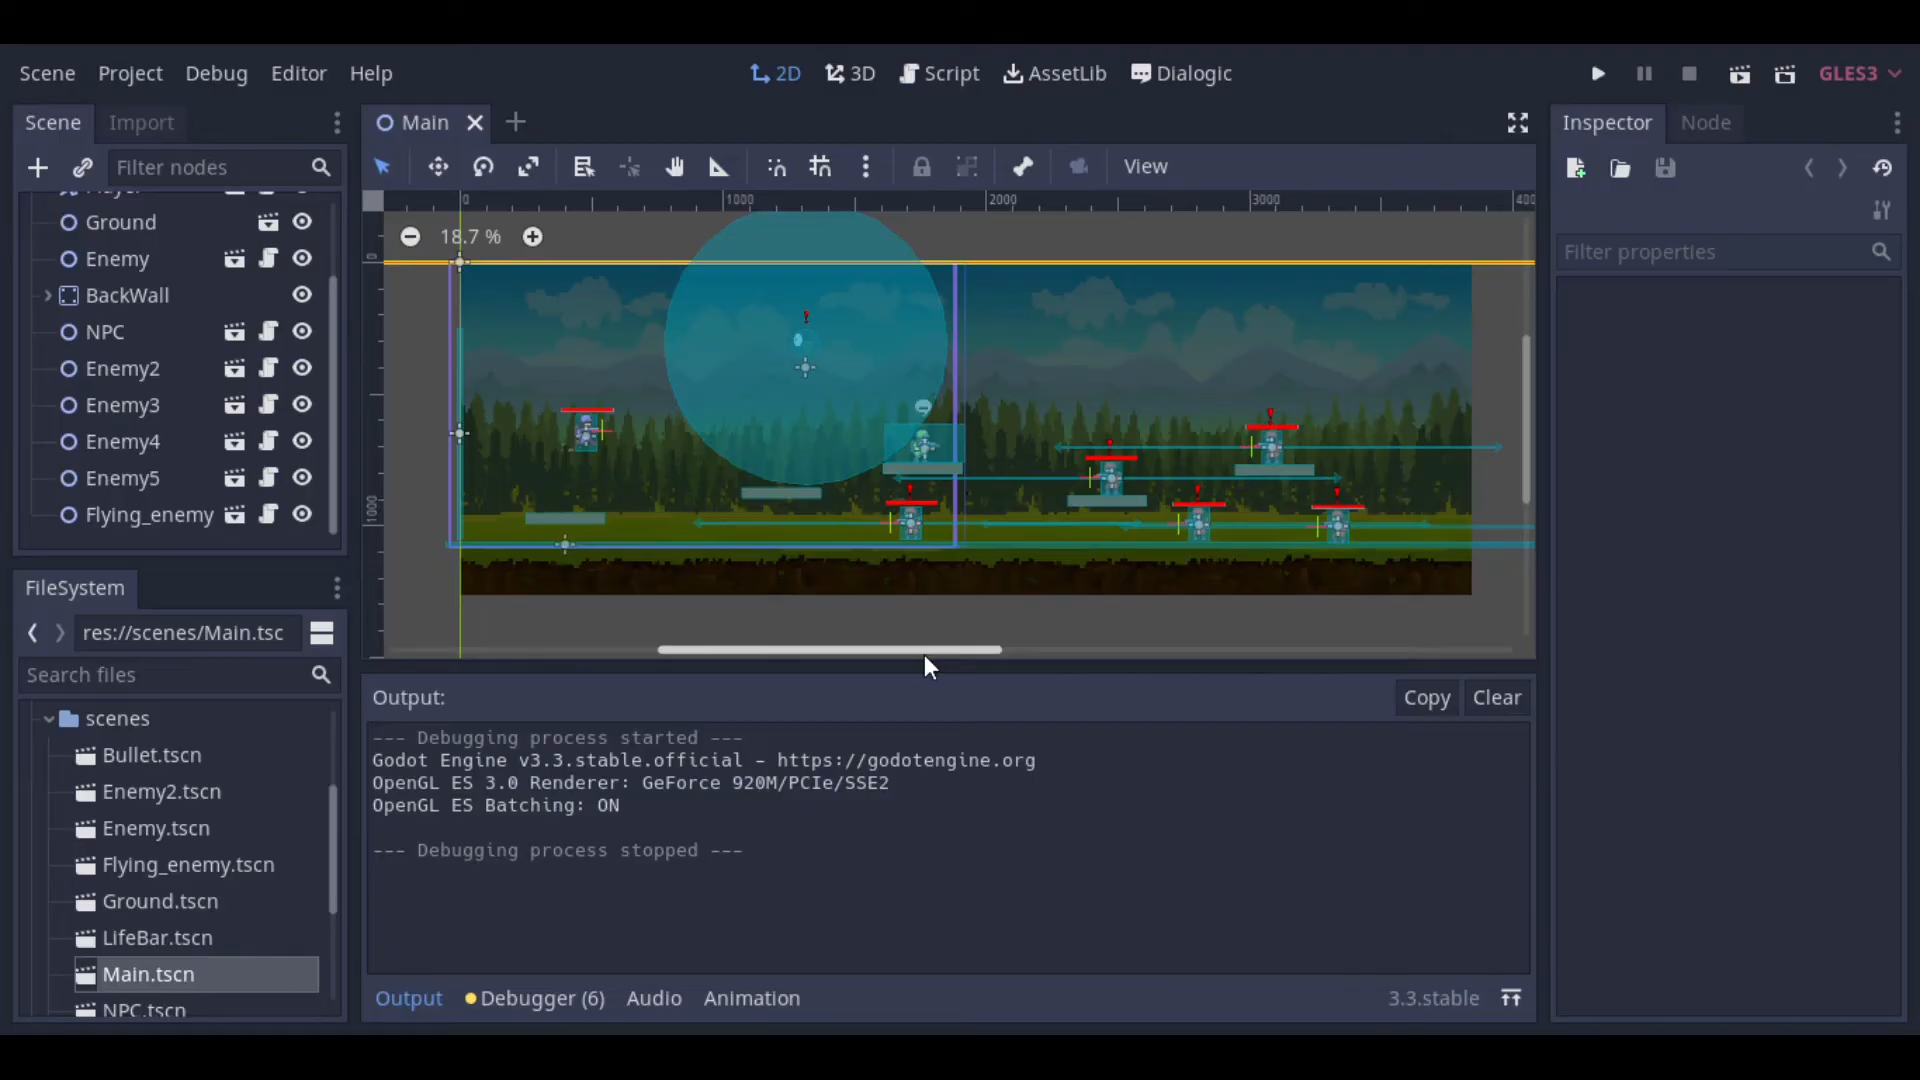 Scene Project Debug Editor Help
2D 3D Script AssetLib Dialogic
GLES3
Scene Import
Filter nodes
Player
Ground
Enemy
BackWall
NPC
Enemy2
Enemy3
Enemy4
Enemy5
Flying_enemy
FileSystem
res://scenes/Main.tsc
Search files
scenes
Bullet.tscn
Enemy2.tscn
Enemy.tscn
Flying_enemy.tscn
Ground.tscn
LifeBar.tscn
Main.tscn
NPC.tscn
Main
View
0 1000 2000 3000 400
18.7 %
0
1000
!
!
!
!
!
!
Output:
Copy Clear
--- Debugging process started ---
Godot Engine v3.3.stable.official - https://godotengine.org
OpenGL ES 3.0 Renderer: GeForce 920M/PCIe/SSE2
OpenGL ES Batching: ON
--- Debugging process stopped ---
Output Debugger (6) Audio Animation
3.3.stable
Inspector Node
Filter properties